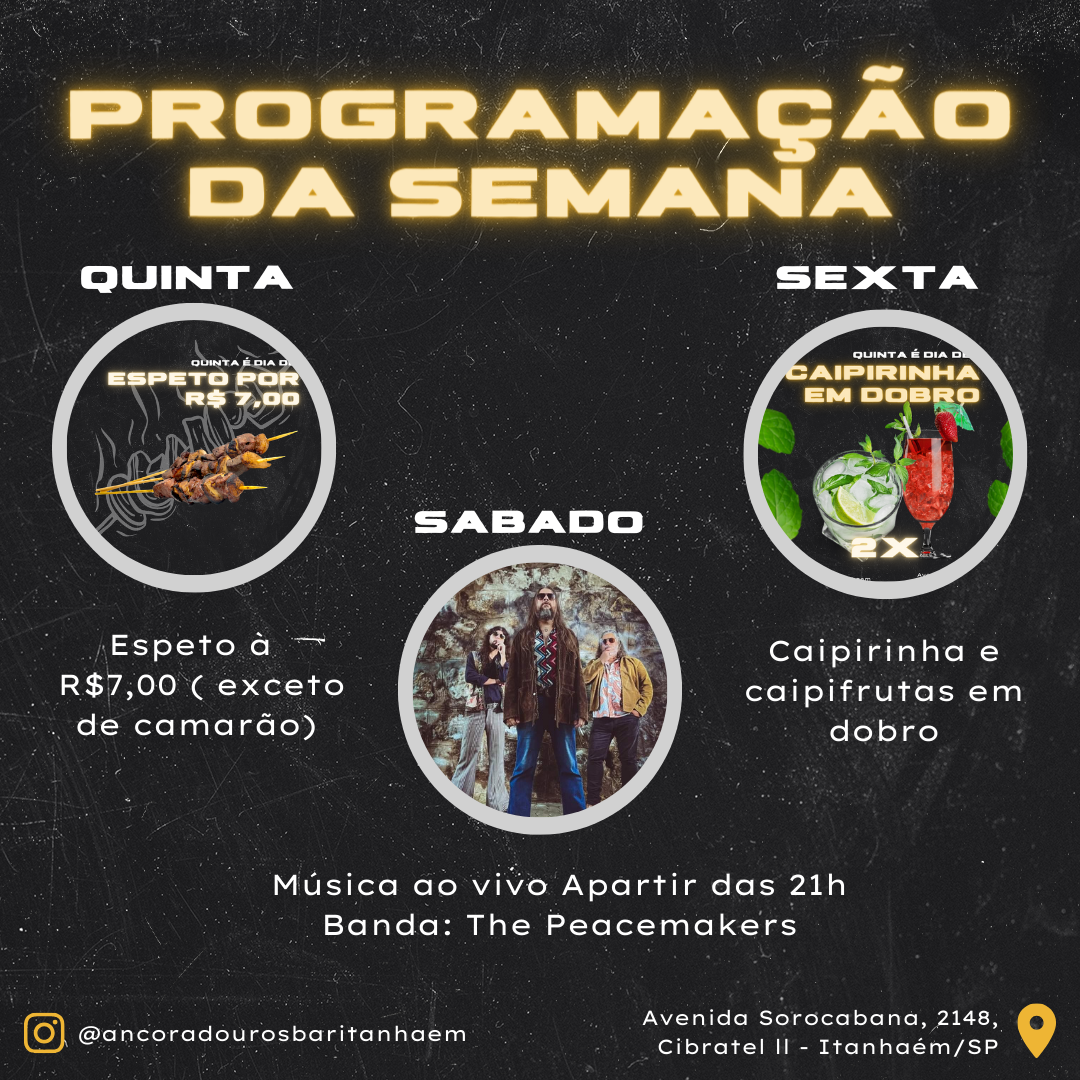 PROGRAMAÇÃO
DA SEMANA
QUINTA
QUINTA É DIA DE
ESPETO POR
R$ 7,00
Espeto à
R$7,00 ( exceto
de camarão)
SEXTA
QUINTA É DIA DE
CAIPIRINHA
EM DOBRO
2X
Caipirinha e
caipifrutas em
dobro
SABADO
Música ao vivo Apartir das 21h
Banda: The Peacemakers
@ancoradourosbaritanhaem
Avenida Sorocabana, 2148,
Cibratel ll - Itanhaém/SP